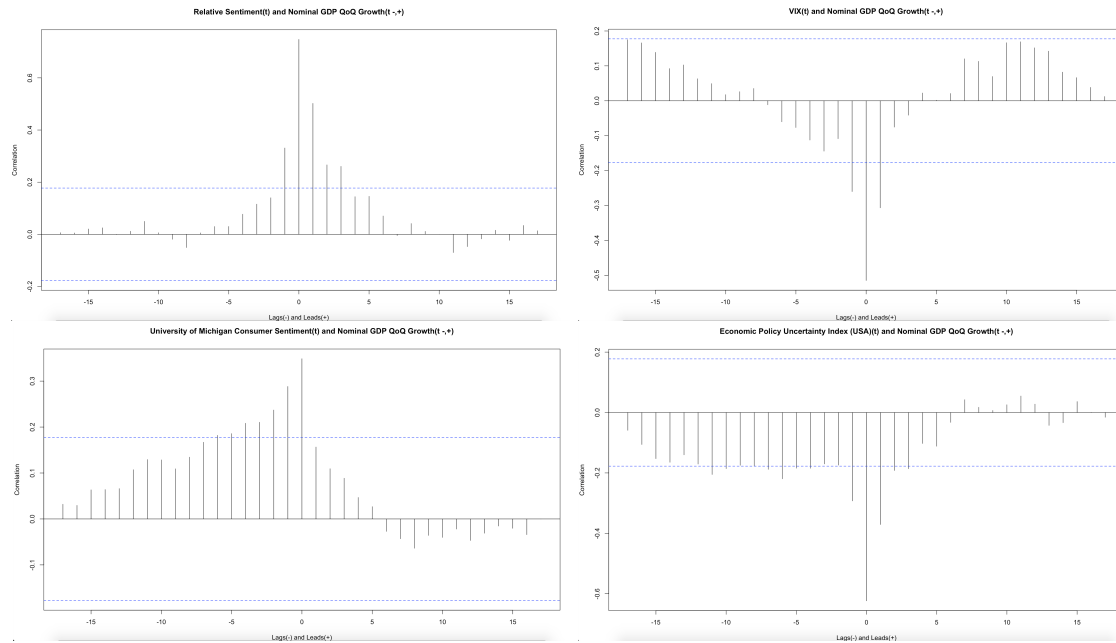 Relative Sentiment(t) and Nominal GDP QoQ Growth(t -,+)
Correlation
0.6
0.4
0.2
0.0
-0.2
-15 -10 -5 0 5 10 15
Lags(-) and Leads(+)
VIX(t) and Nominal GDP QoQ Growth(t -,+)
Correlation
0.2
0.1
0.0
-0.1
-0.2
-0.3
-0.4
-0.5
-15 -10 -5 0 5 10 15
Lags(-) and Leads(+)
University of Michigan Consumer Sentiment(t) and Nominal GDP QoQ Growth(t -,+)
Correlation
0.3
0.2
0.1
0.0
-0.1
-15 -10 -5 0 5 10 15
Lags(-) and Leads(+)
Economic Policy Uncertainty Index (USA)(t) and Nominal GDP QoQ Growth(t -,+)
Correlation
0.2
0.0
-0.2
-0.4
-0.6
-15 -10 -5 0 5 10 15
Lags(-) and Leads(+)